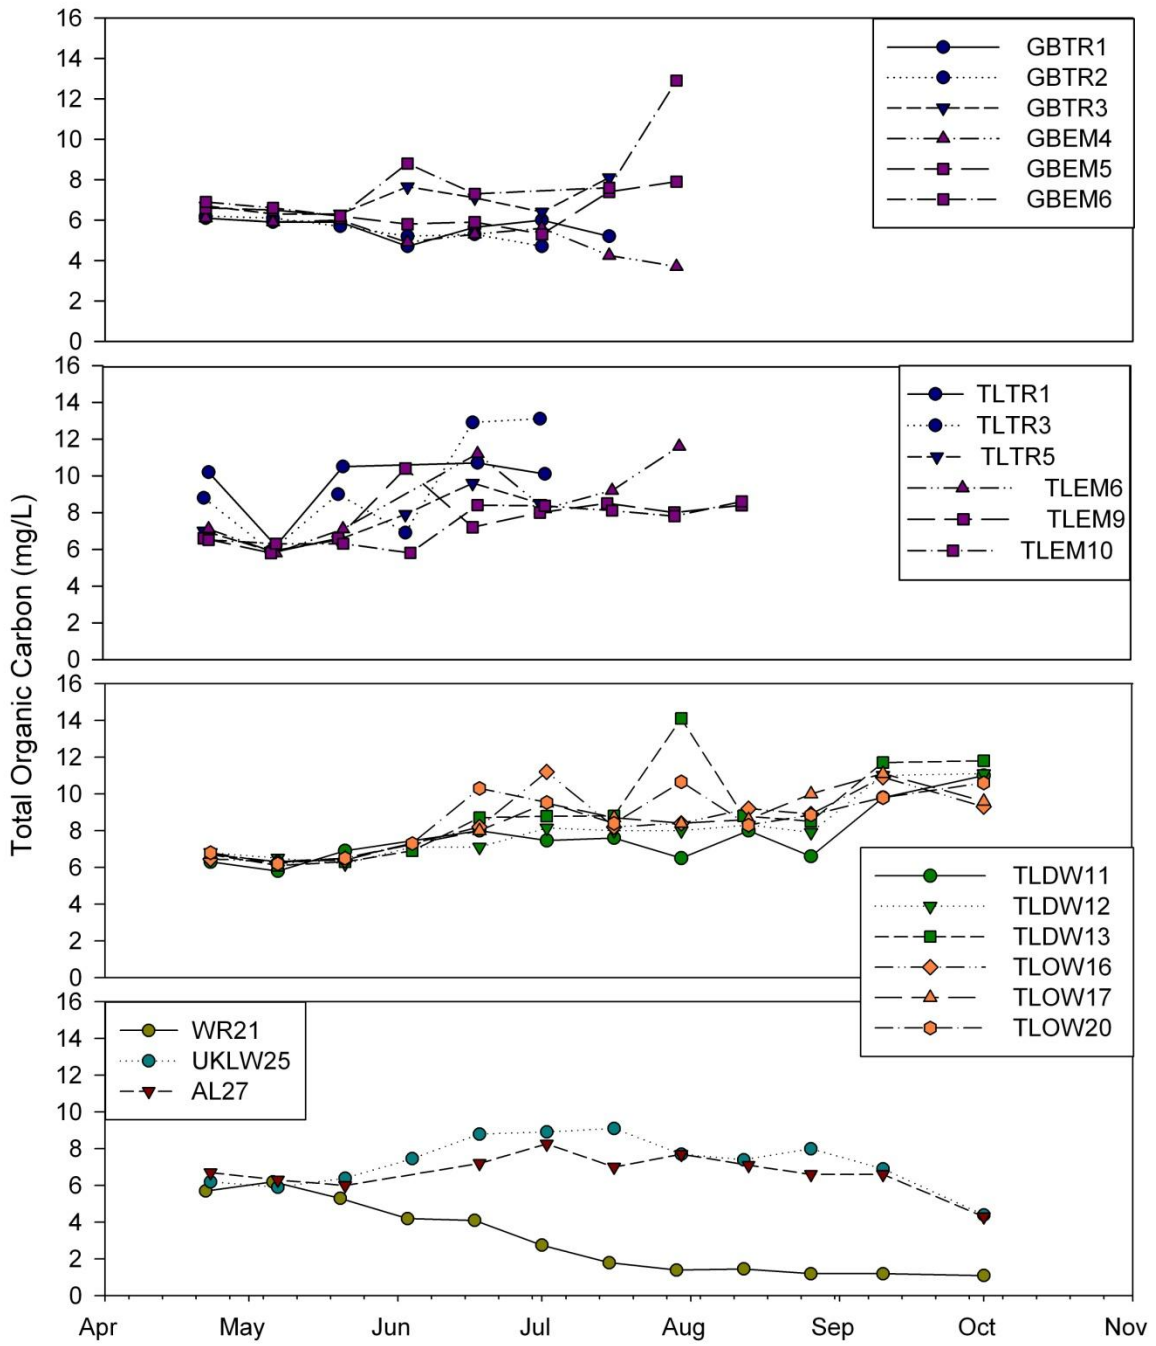 Total Organic Carbon (mg/L)
16
14
12
10
8
6
4
2
0
GBTR1
GBTR2
GBTR3
GBEM4
GBEM5
GBEM6
16
14
12
10
8
6
4
2
0
TLTR1
TLTR3
TLTR5
TLEM6
TLEM9
TLEM10
16
14
12
10
8
6
4
2
0
TLDW11
TLDW12
TLDW13
TLOW16
TLOW17
TLOW20
16
14
12
10
8
6
4
2
0
WR21
UKLW25
AL27
Apr May Jun Jul Aug Sep Oct Nov